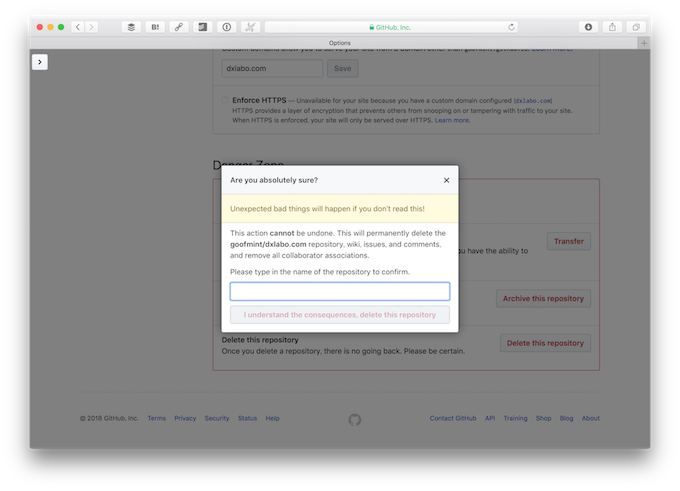 B!
GitHub, Inc.
Options
dxlabo.com
Save
Enforce HTTPS — Unavailable for your site because you have a custom domain configured (dxlabo.com)
HTTPS provides a layer of encryption that prevents others from snooping on or tampering with traffic to your site.
When HTTPS is enforced, your site will only be served over HTTPS. Learn more.
Danger Zone
Are you absolutely sure?
Unexpected bad things will happen if you don't read this!
This action cannot be undone. This will permanently delete the
goofmint/dxlabo.com repository, wiki, issues, and comments,
and remove all collaborator associations.
Please type in the name of the repository to confirm.
I understand the consequences, delete this repository
you have the ability to
Transfer
Archive this repository
Delete this repository
Once you delete a repository, there is no going back. Please be certain.
Delete this repository
© 2018 GitHub, Inc. Terms Privacy Security Status Help
Contact GitHub API Training Shop Blog About